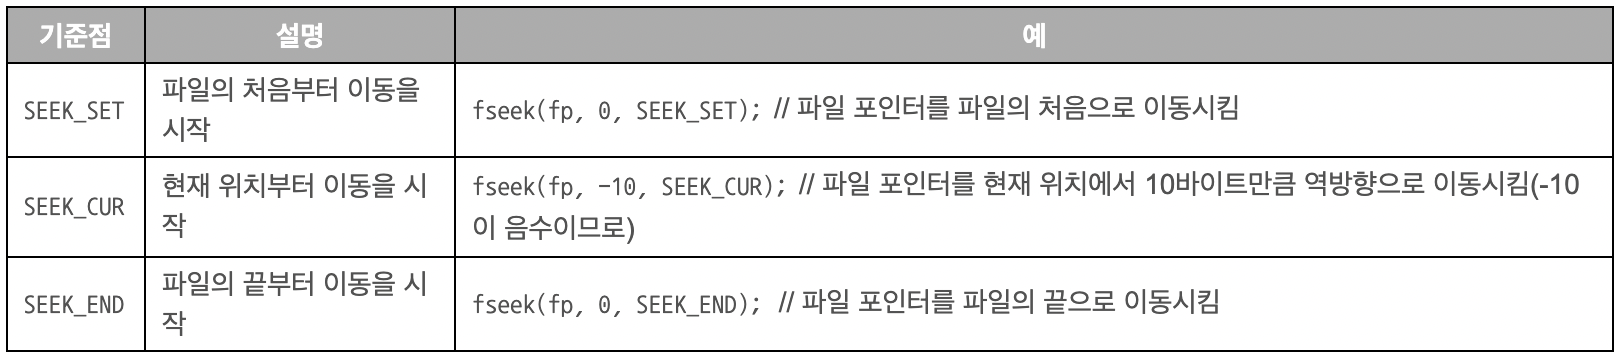 기준점 설명 예
SEEK_SET 파일의 처음부터 이동을 시작 fseek(fp, 0, SEEK_SET); // 파일 포인터를 파일의 처음으로 이동시킴
SEEK_CUR 현재 위치부터 이동을 시작 fseek(fp, -10, SEEK_CUR); // 파일 포인터를 현재 위치에서 10바이트만큼 역방향으로 이동시킴(-10이 음수이므로)
SEEK_END 파일의 끝부터 이동을 시작 fseek(fp, 0, SEEK_END); // 파일 포인터를 파일의 끝으로 이동시킴